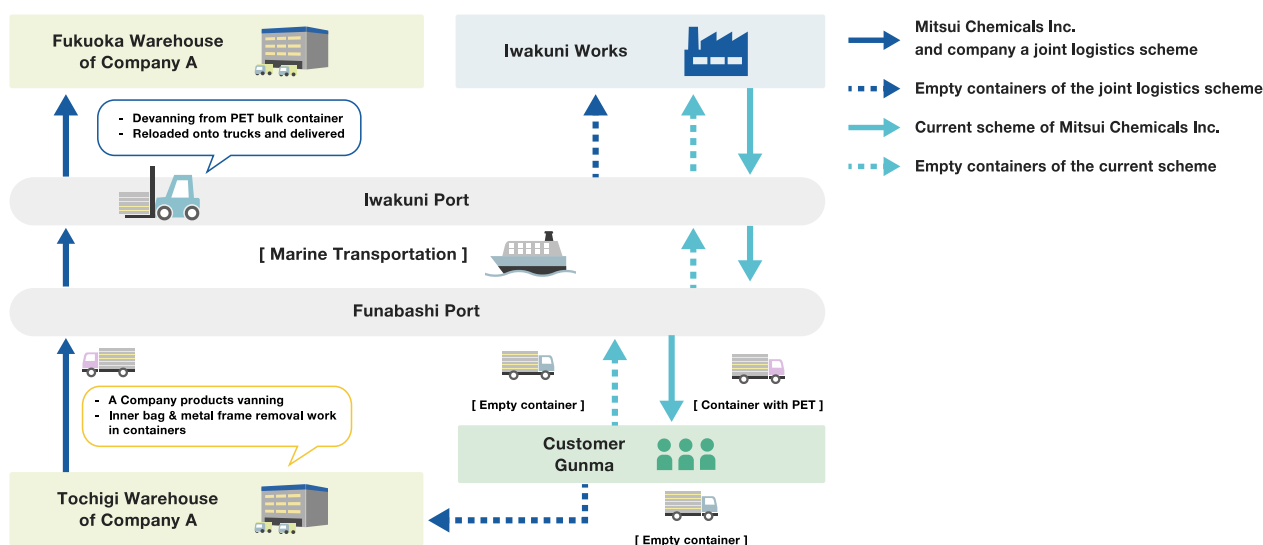 Fukuoka Warehouse
of Company A
Iwakuni Works
Mitsui Chemicals Inc.
and company a joint logistics scheme
Empty containers of the joint logistics scheme
Current scheme of Mitsui Chemicals Inc.
Empty containers of the current scheme
- Devanning from PET bulk container
- Reloaded onto trucks and delivered
Iwakuni Port
[ Marine Transportation ]
Funabashi Port
- A Company products vanning
- Inner bag & metal frame removal work
in containers
[ Empty container ]
[ Container with PET ]
Customer
Gunma
Tochigi Warehouse
of Company A
[ Empty container ]